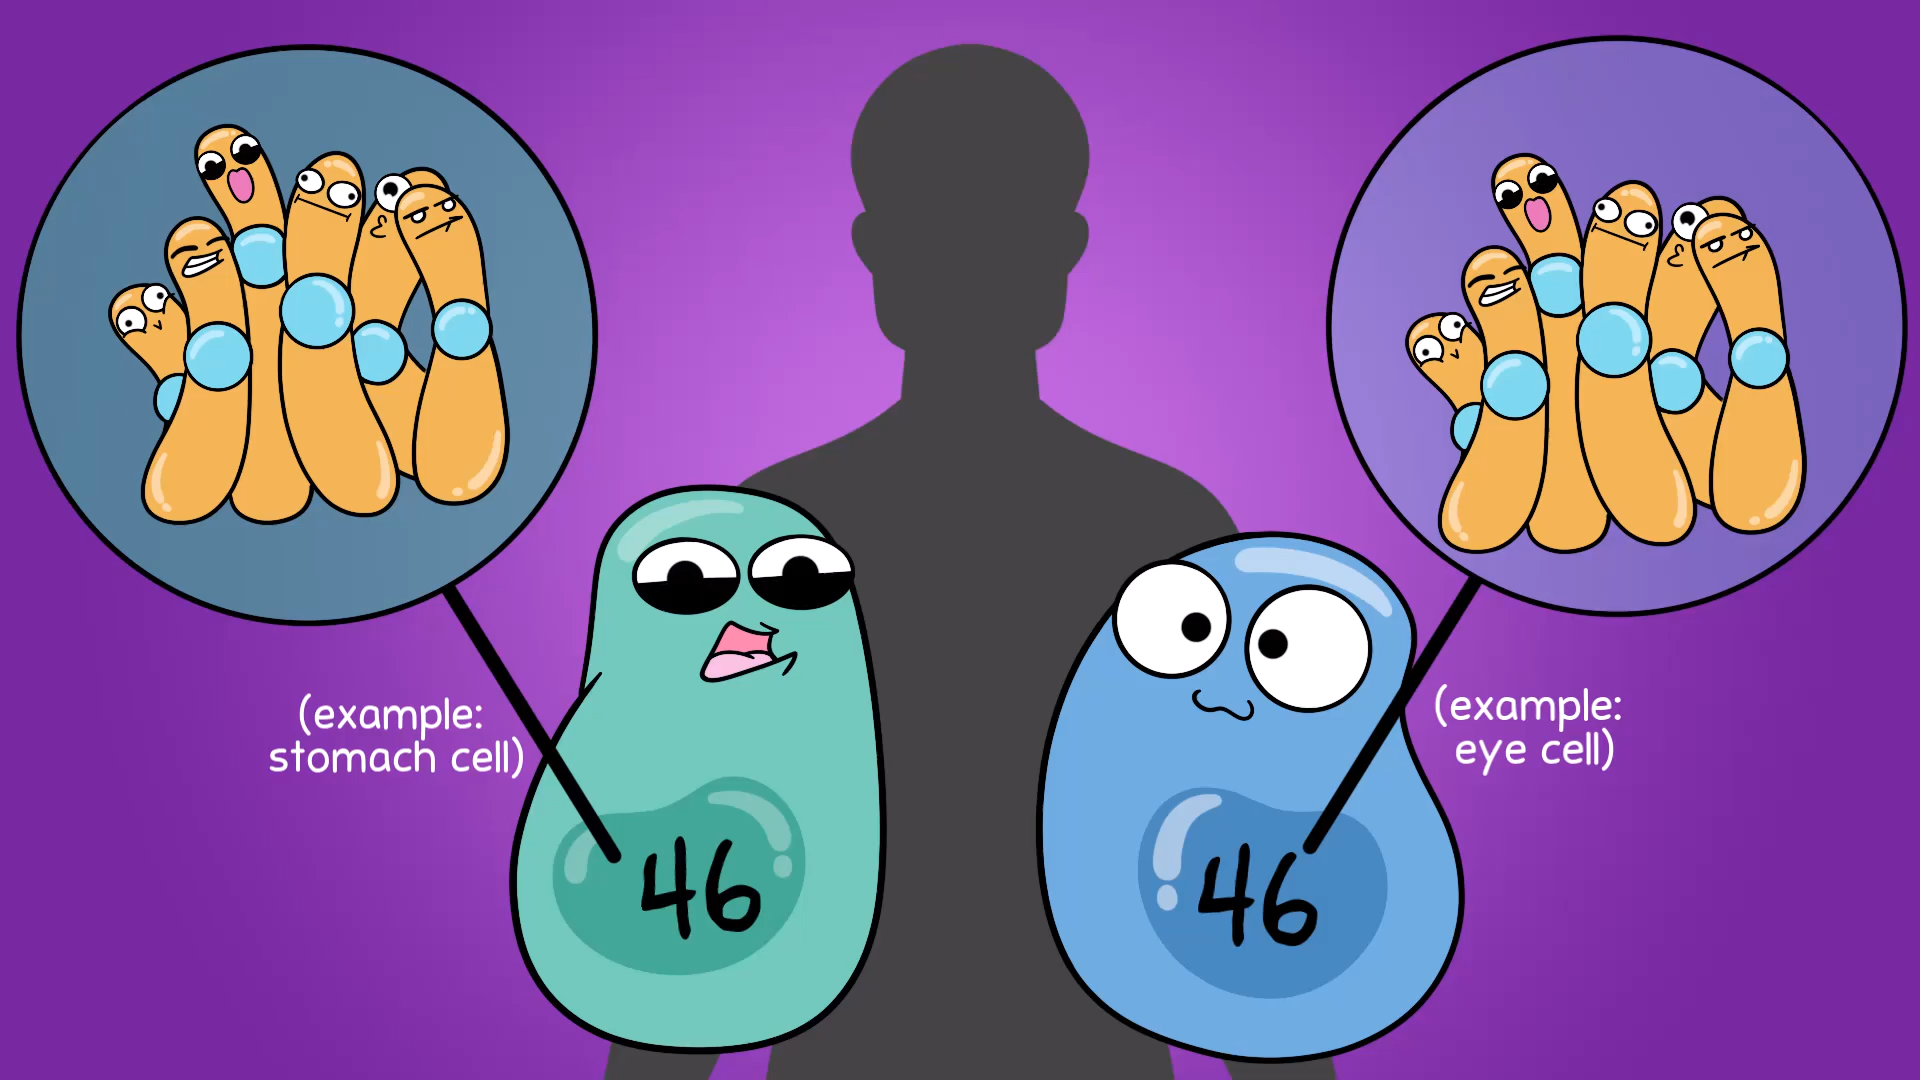 (example:
stomach cell)
(example:
eye cell)
46
46